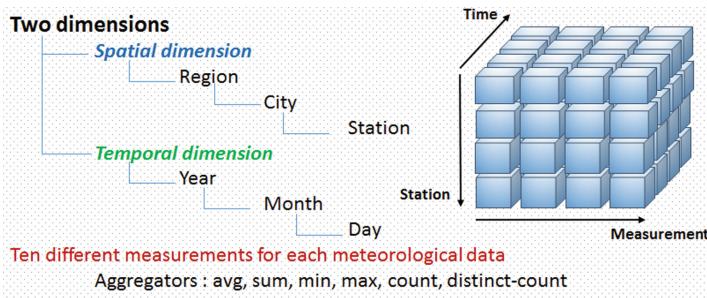 Two dimensions
Spatial dimension
Region
City
Station
Temporal dimension
Year
Month
Day
Ten different measurements for each meteorological data
Aggregators : avg, sum, min, max, count, distinct-count
Time
Station
Measurement